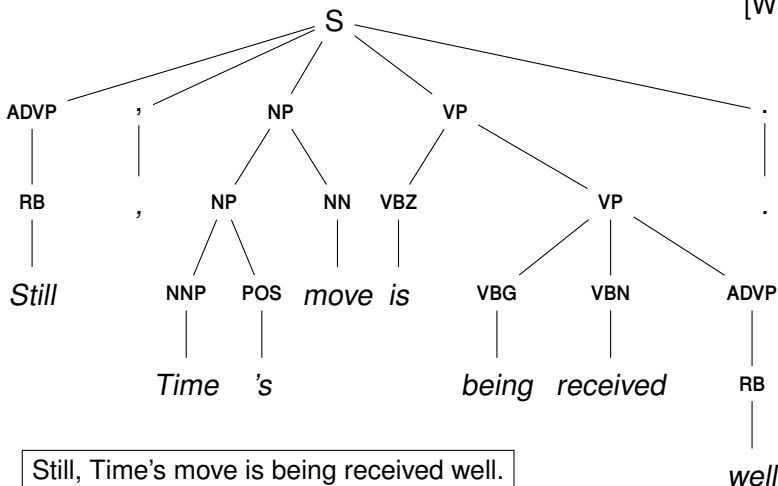 [W
S
ADVP , NP VP .
RB , NP NN VBZ VP .
Still NNP POS move is VBG VBN ADVP
Time 's being received RB
Still, Time's move is being received well.
well